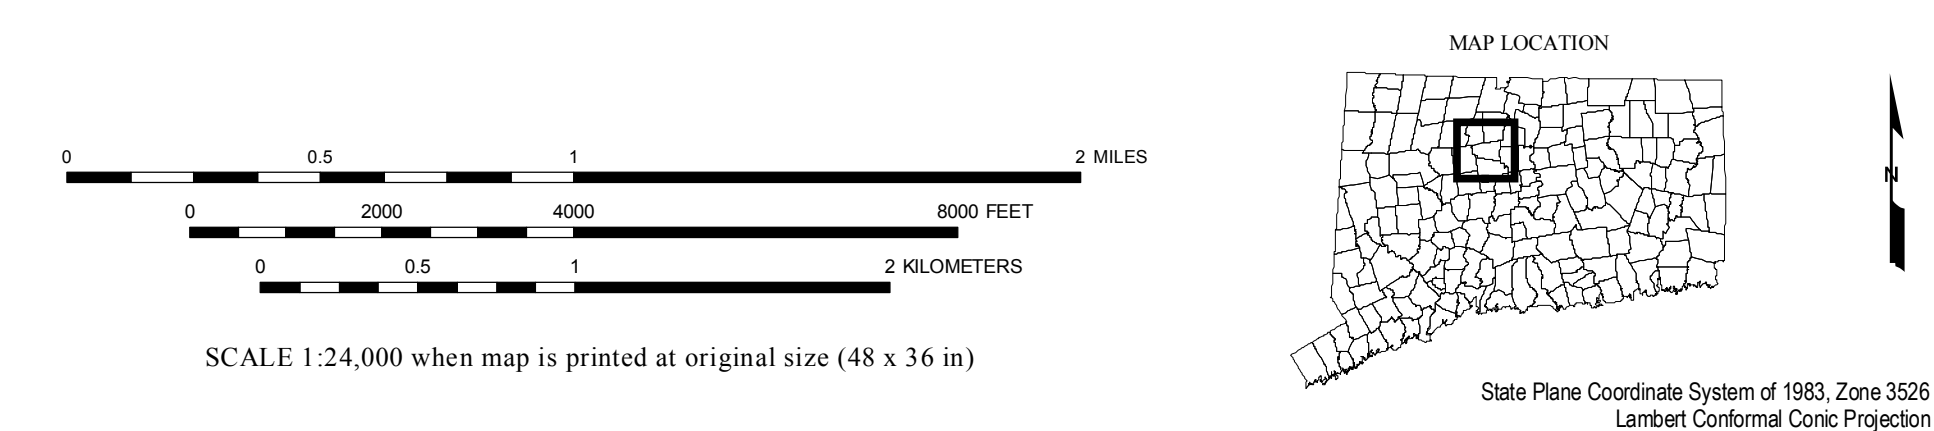 MAP LOCATION
0 0.5 1 2 MILES
0 2000 4000 8000 FEET
0 0.5 1 2 KILOMETERS
N
SCALE 1:24,000 when map is printed at original size (48 x 36 in)
State Plane Coordinate System of 1983, Zone 3526
Lambert Conformal Conic Projection